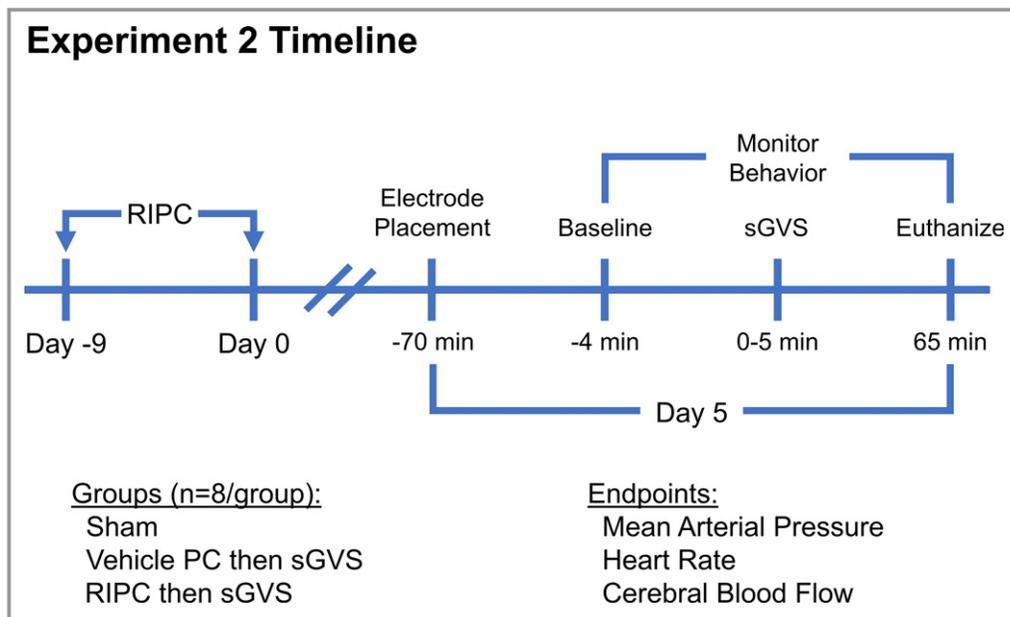 Experiment 2 Timeline
Monitor
Behavior
Electrode
Placement
RIPC
Baseline
sGVS
Euthanize
Day -9
Day 0
-70 min
-4 min
0-5 min
65 min
Day 5
Groups (n=8/group):
Sham
Vehicle PC then sGVS
RIPC then sGVS
Endpoints:
Mean Arterial Pressure
Heart Rate
Cerebral Blood Flow